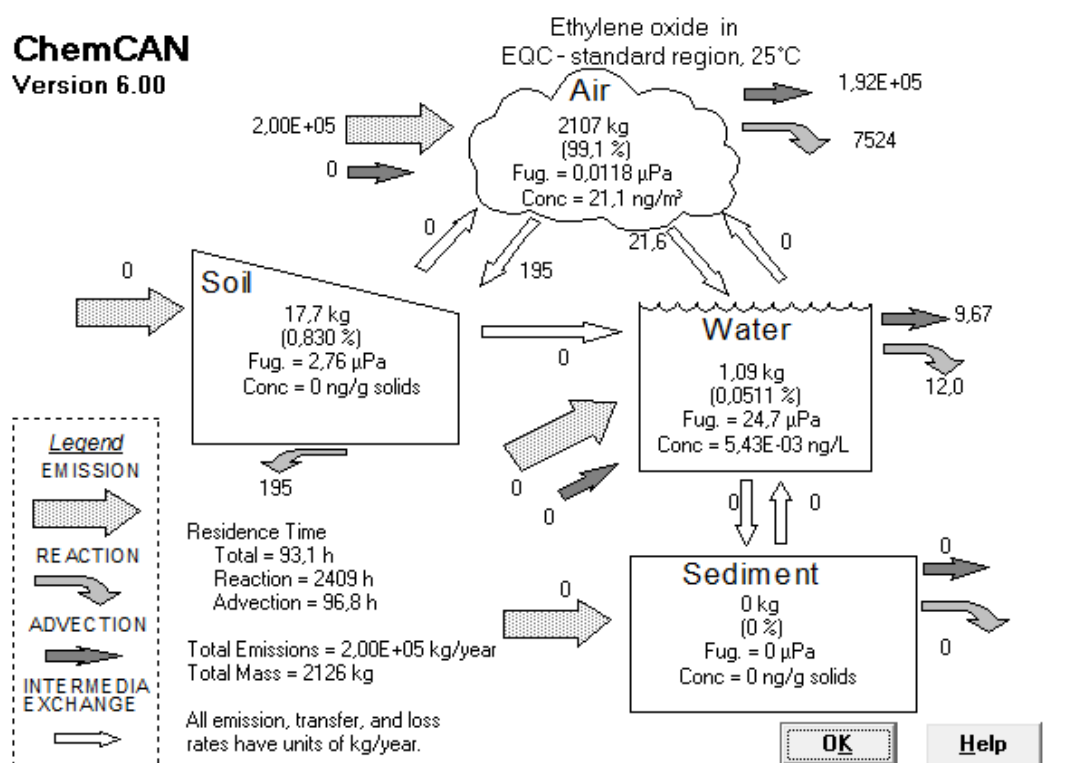 ChemCAN
Version 6.00
Ethylene oxide in
EQC - standard region, 25°C
Air
2107 kg
(99,1 %)
Fug. = 0,0118 µPa
Conc = 21,1 ng/m³
2,00E+05
0
1,92E+05
7524
0
195
21,6
0
0
Soil
17,7 kg
(0,830 %)
Fug. = 2,76 µPa
Conc = 0 ng/g solids
195
0
Water
1,09 kg
(0,0511 %)
Fug. = 24,7 µPa
Conc = 5,43E-03 ng/L
9,67
12,0
0
0
0
0
Sediment
0 kg
(0 %)
Fug. = 0 µPa
Conc = 0 ng/g solids
0
0
0
Legend
EMISSION
REACTION
ADVECTION
INTERMEDIA
EXCHANGE
Residence Time
Total = 93,1 h
Reaction = 2409 h
Advection = 96,8 h
Total Emissions = 2,00E+05 kg/year
Total Mass = 2126 kg
All emission, transfer, and loss
rates have units of kg/year.
OK
Help